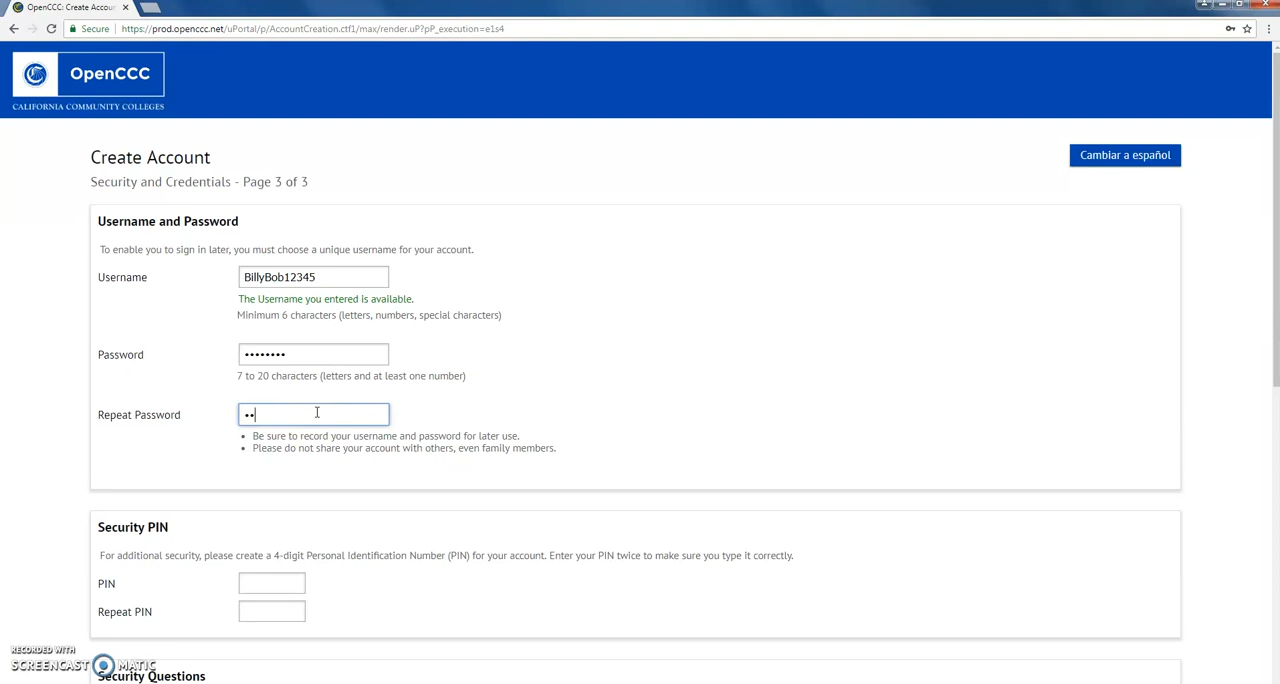 OpenCCC: Create Accoun
Secure https://prod.openccc.net/uPortal/p/AccountCreation.ctf1/max/render.uP?pP_execution=e1s4
OpenCCC
CALIFORNIA COMMUNITY COLLEGES
Create Account
Cambiar a español
Security and Credentials - Page 3 of 3
Username and Password
To enable you to sign in later, you must choose a unique username for your account.
Username BillyBob12345
The Username you entered is available.
Minimum 6 characters (letters, numbers, special characters)
Password ••••••••
7 to 20 characters (letters and at least one number)
Repeat Password ••
• Be sure to record your username and password for later use.
• Please do not share your account with others, even family members.
Security PIN
For additional security, please create a 4-digit Personal Identification Number (PIN) for your account. Enter your PIN twice to make sure you type it correctly.
PIN
Repeat PIN
RECORDED WITH
SCREENCAST MATIC
Security Questions